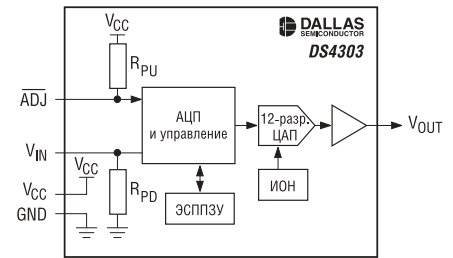 DALLAS
SEMICONDUCTOR
DS4303
VCC
RPU
ADJ
АЦП
и управление
12-разр.
ЦАП
VOUT
VIN
VCC
VCC
RPD
GND
ЭСППЗУ
ИОН